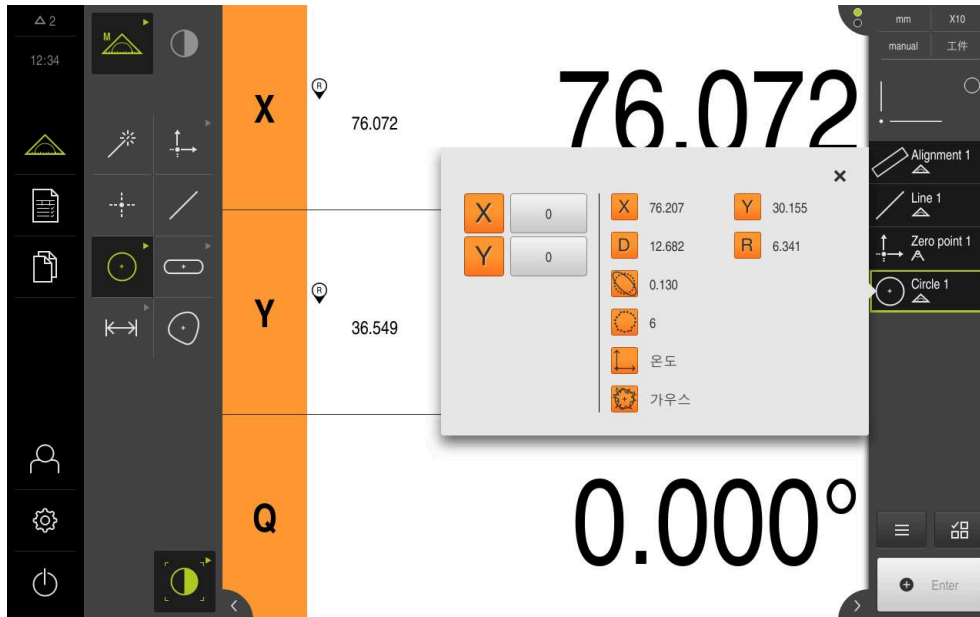 2
12:34
M
X
R
76.072
76.072
Y
R
36.549
Q
0.000°
X
0
Y
0
X
76.207
Y
30.155
D
12.682
R
6.341
0.130
6
온도
가우스
mm
X10
manual
工件
Alignment 1
Line 1
Zero point 1
Circle 1
Enter